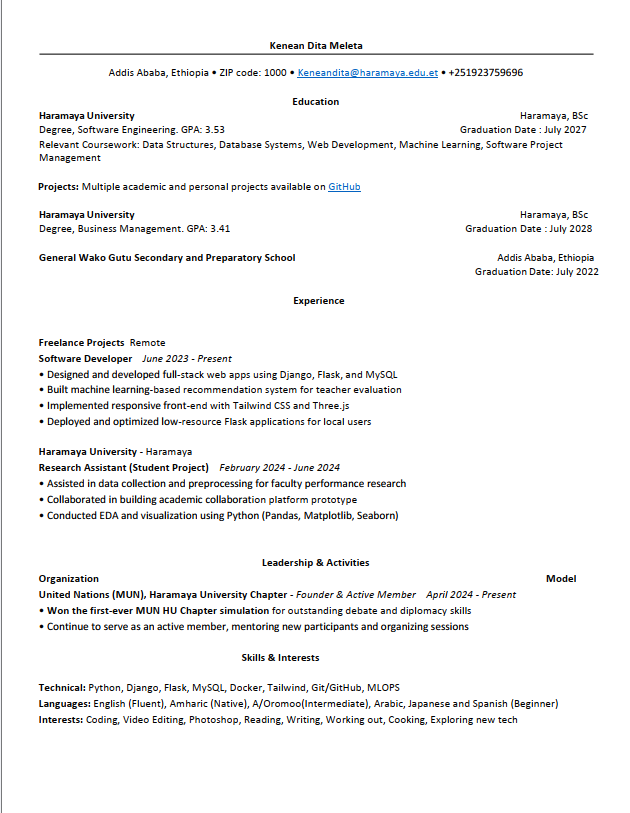 Kenean Dita Meleta
Addis Ababa, Ethiopia • ZIP code: 1000 • Keneandita@haramaya.edu.et • +251923759696
Education
Haramaya University Haramaya, BSc
Degree, Software Engineering. GPA: 3.53 Graduation Date : July 2027
Relevant Coursework: Data Structures, Database Systems, Web Development, Machine Learning, Software Project
Management
Projects: Multiple academic and personal projects available on GitHub
Haramaya University Haramaya, BSc
Degree, Business Management. GPA: 3.41 Graduation Date : July 2028
General Wako Gutu Secondary and Preparatory School Addis Ababa, Ethiopia
Graduation Date: July 2022
Experience
Freelance Projects Remote
Software Developer June 2023 - Present
• Designed and developed full-stack web apps using Django, Flask, and MySQL
• Built machine learning-based recommendation system for teacher evaluation
• Implemented responsive front-end with Tailwind CSS and Three.js
• Deployed and optimized low-resource Flask applications for local users
Haramaya University - Haramaya
Research Assistant (Student Project) February 2024 - June 2024
• Assisted in data collection and preprocessing for faculty performance research
• Collaborated in building academic collaboration platform prototype
• Conducted EDA and visualization using Python (Pandas, Matplotlib, Seaborn)
Leadership & Activities
Organization Model
United Nations (MUN), Haramaya University Chapter - Founder & Active Member April 2024 - Present
• Won the first-ever MUN HU Chapter simulation for outstanding debate and diplomacy skills
• Continue to serve as an active member, mentoring new participants and organizing sessions
Skills & Interests
Technical: Python, Django, Flask, MySQL, Docker, Tailwind, Git/GitHub, MLOPS
Languages: English (Fluent), Amharic (Native), A/Oromoo(Intermediate), Arabic, Japanese and Spanish (Beginner)
Interests: Coding, Video Editing, Photoshop, Reading, Writing, Working out, Cooking, Exploring new tech